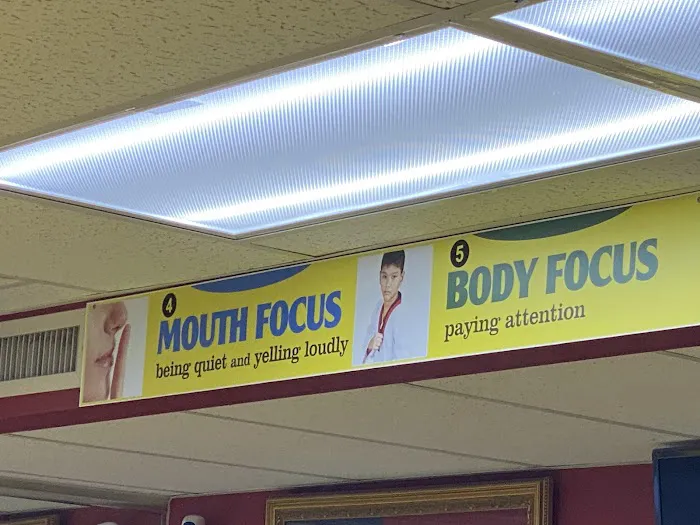 4
MOUTH FOCUS
being quiet and yelling loudly
5
BODY FOCUS
paying attention